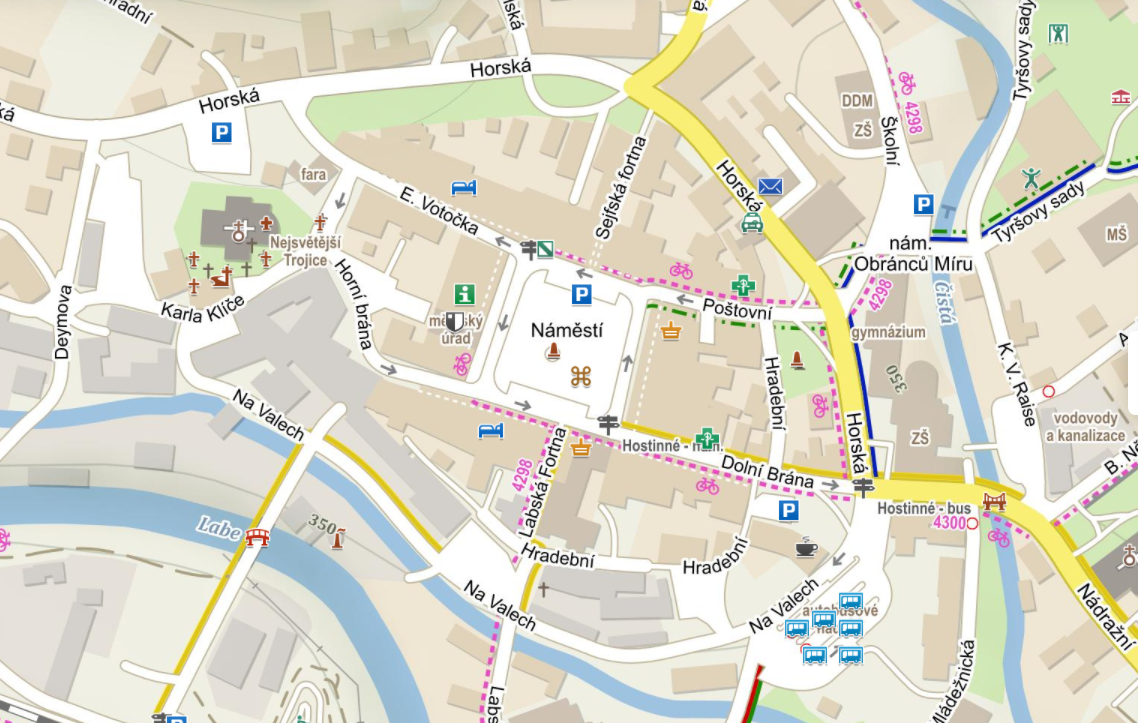 hradní
lská
Tyršovy sady
Horská
Horská
ká
DDM
ZŠ
4298
Školní
P
fara
Sejfská fortna
Horská
E. Votočka
P
Tyršovy sady
MŠ
Nejsvětější
Trojice
nám.
Obránců Míru
Karla Klíče
Horní brána
Deymova
městský
úřad
P
Náměstí
Poštovní
4298
Čistá
gymnázium
350
K. V. Raise
A
Hradební
Na Valech
Horská
vodovody
a kanalizace
ZŠ
Hostinné - nám.
Dolní Brána
B. Ně
4298
Labská Fortna
P
Hostinné - bus
4300
Labe
350
Hradební
Hradební
Na Valech
Na Valech
autobusové
Nádražní
Mládežnická
Labs
P